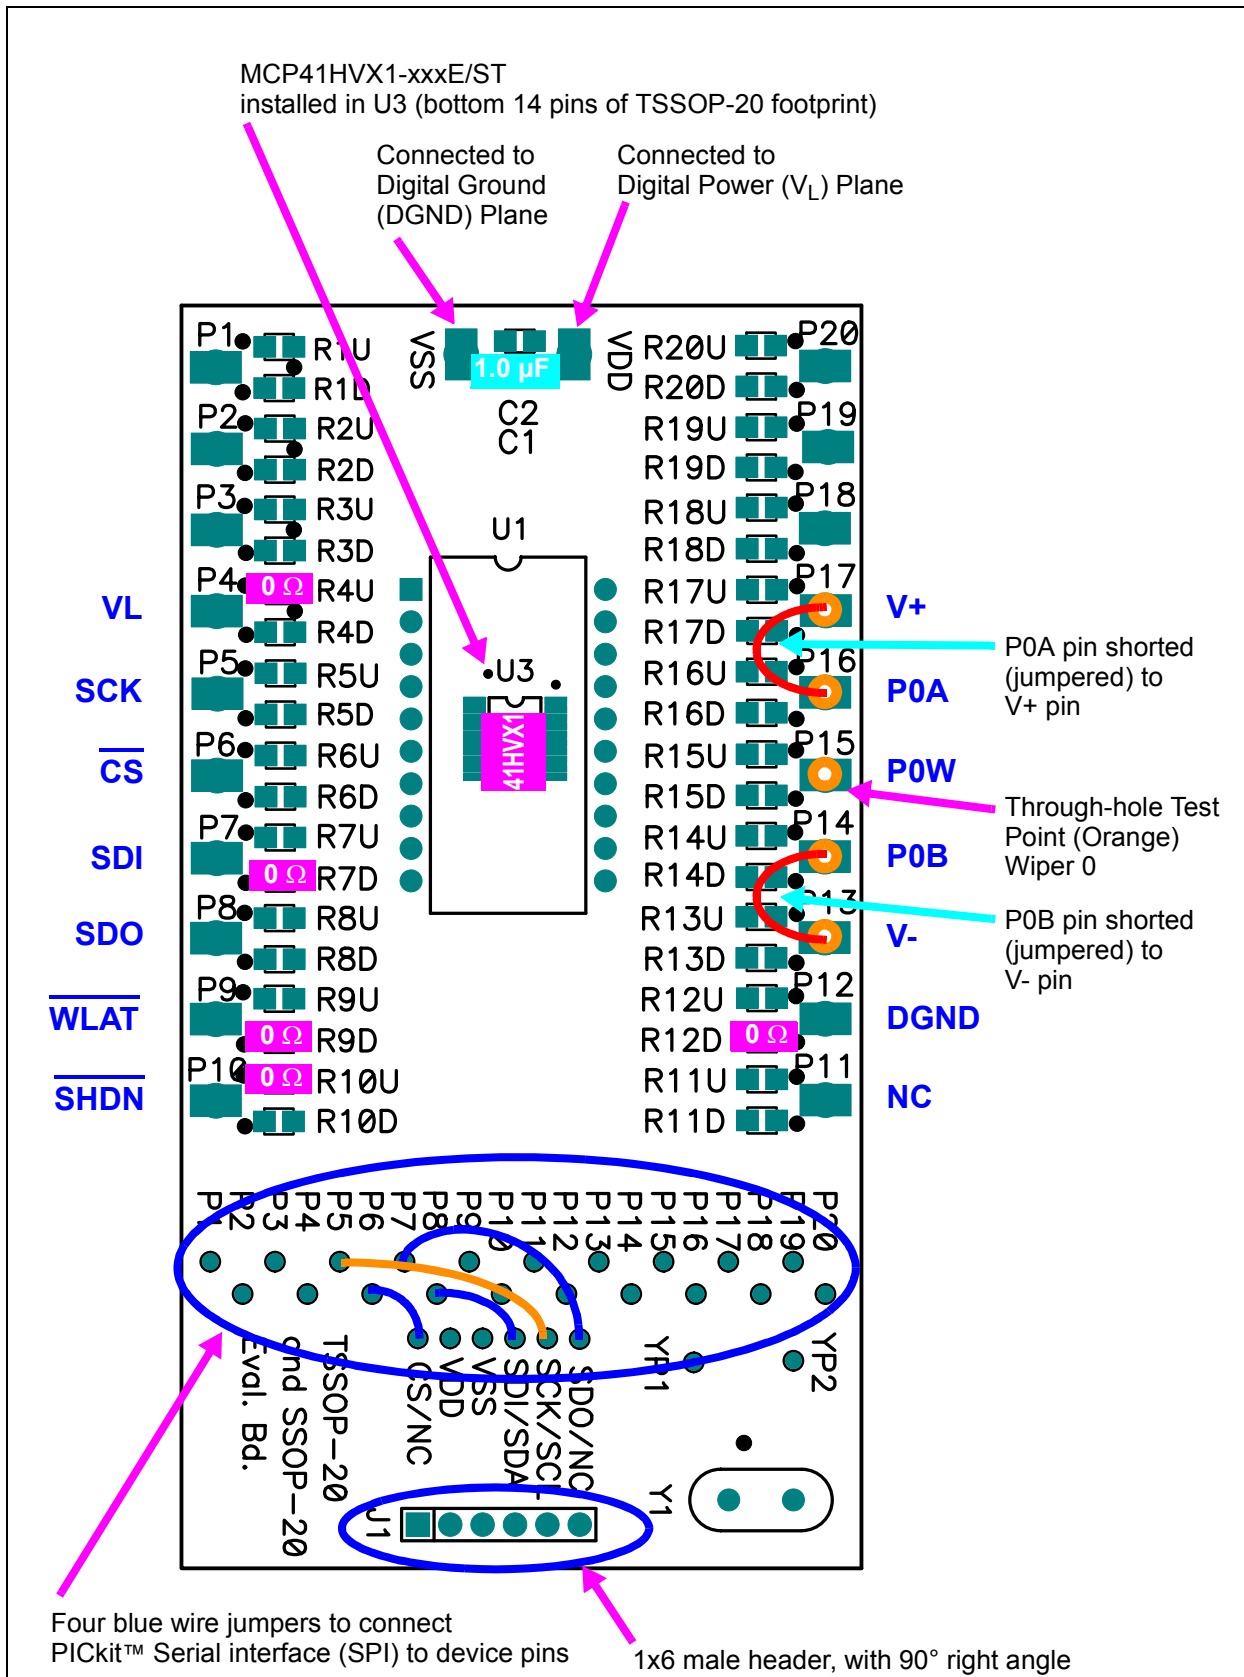 MCP41HVX1-xxxE/ST
installed in U3 (bottom 14 pins of TSSOP-20 footprint)
Connected to
Digital Ground
(DGND) Plane
Connected to
Digital Power (VL) Plane
P1
R1U
R1D
P2
R2U
R2D
P3
R3U
R3D
P4
0 Ω
R4U
R4D
P5
R5U
R5D
P6
R6U
R6D
P7
R7U
0 Ω
R7D
P8
R8U
R8D
P9
R9U
0 Ω
R9D
P10
0 Ω
R10U
R10D
VL
SCK
CS
SDI
SDO
WLAT
SHDN
VSS
1.0 µF
VDD
C2
C1
U1
U3
41HVX1
R20U
P20
R20D
R19U
P19
R19D
R18U
P18
R18D
R17U
P17
R17D
R16U
P16
R16D
R15U
P15
R15D
R14U
P14
R14D
R13U
P13
R13D
R12U
P12
R12D
0 Ω
R11U
P11
R11D
V+
P0A
P0W
P0B
V-
DGND
NC
P0A pin shorted
(jumpered) to
V+ pin
Through-hole Test
Point (Orange)
Wiper 0
P0B pin shorted
(jumpered) to
V- pin
P1
P2
P3
P4
P5
P6
P7
P8
P9
P10
P11
P12
P13
P14
P15
P16
P17
P18
P19
P20
TSSOP-20
and SSOP-20
Eval. Bd.
CS/NC
VDD
VSS
SDI/SDA
SCK/SCL
SDO/NC
YP1
YP2
J1
Y1
Four blue wire jumpers to connect
PICkit™ Serial interface (SPI) to device pins
1x6 male header, with 90° right angle